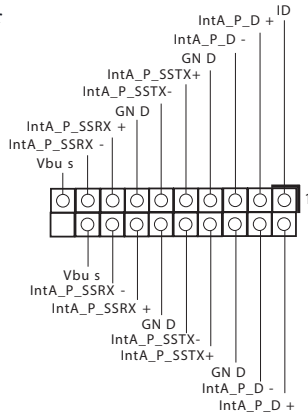 ID
IntA_P_D +
IntA_P_D -
GN D
IntA_P_SSTX+
IntA_P_SSTX-
GN D
IntA_P_SSRX +
IntA_P_SSRX -
Vbu s
1
Vbu s
IntA_P_SSRX -
IntA_P_SSRX +
GN D
IntA_P_SSTX-
IntA_P_SSTX+
GN D
IntA_P_D -
IntA_P_D +